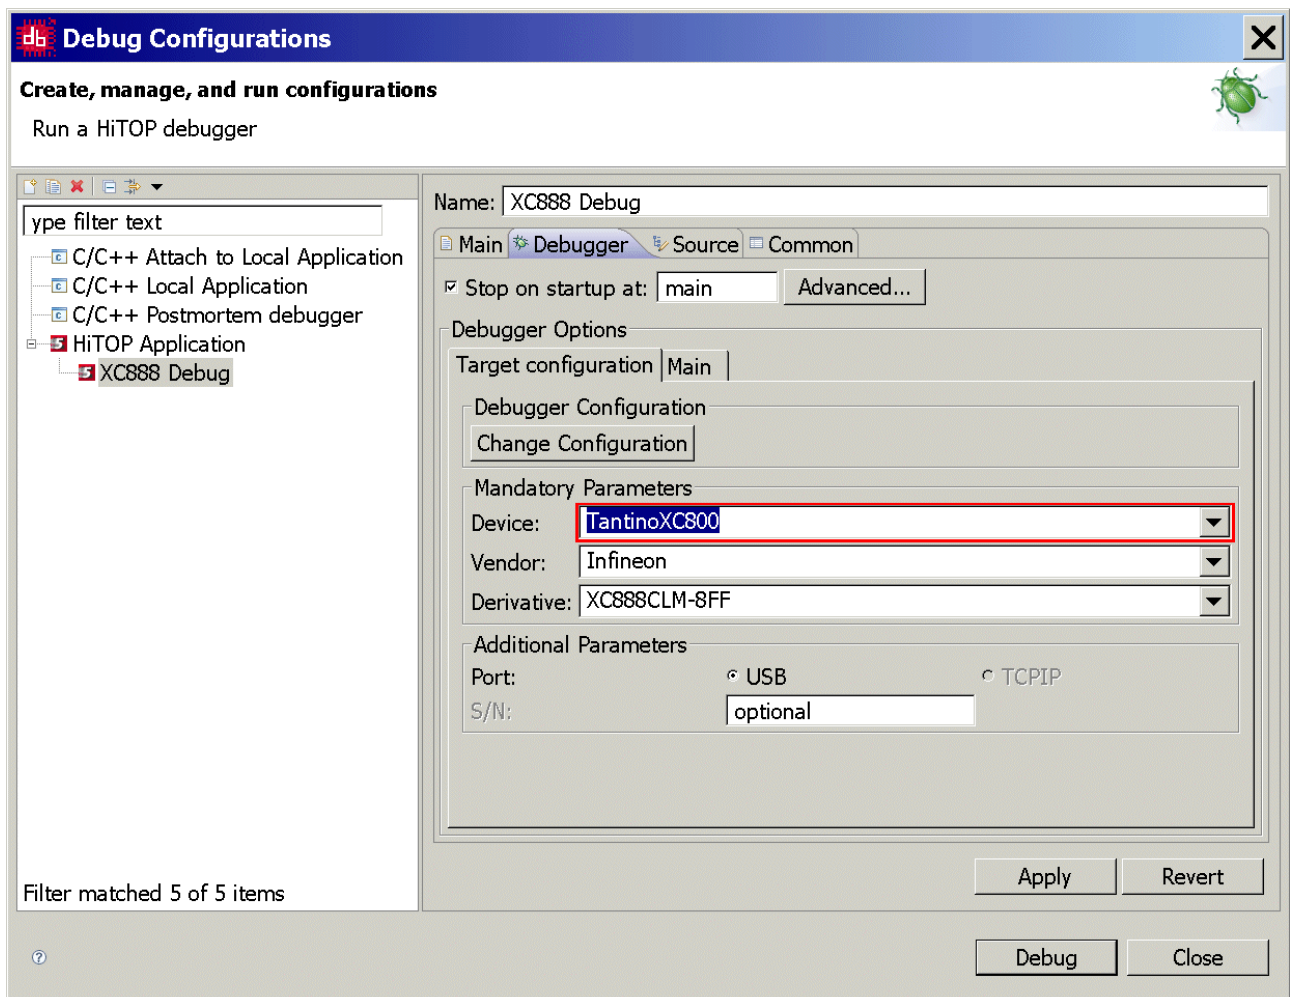 Debug Configurations
Create, manage, and run configurations
Run a HiTOP debugger
ype filter text
C/C++ Attach to Local Application
C/C++ Local Application
C/C++ Postmortem debugger
HiTOP Application
XC888 Debug
Filter matched 5 of 5 items
Name: XC888 Debug
Main Debugger Source Common
Stop on startup at: main Advanced...
Debugger Options
Target configuration Main
Debugger Configuration
Change Configuration
Mandatory Parameters
Device: TantinoXC800
Vendor: Infineon
Derivative: XC888CLM-8FF
Additional Parameters
Port: USB TCPIP
S/N: optional
Apply Revert
Debug Close